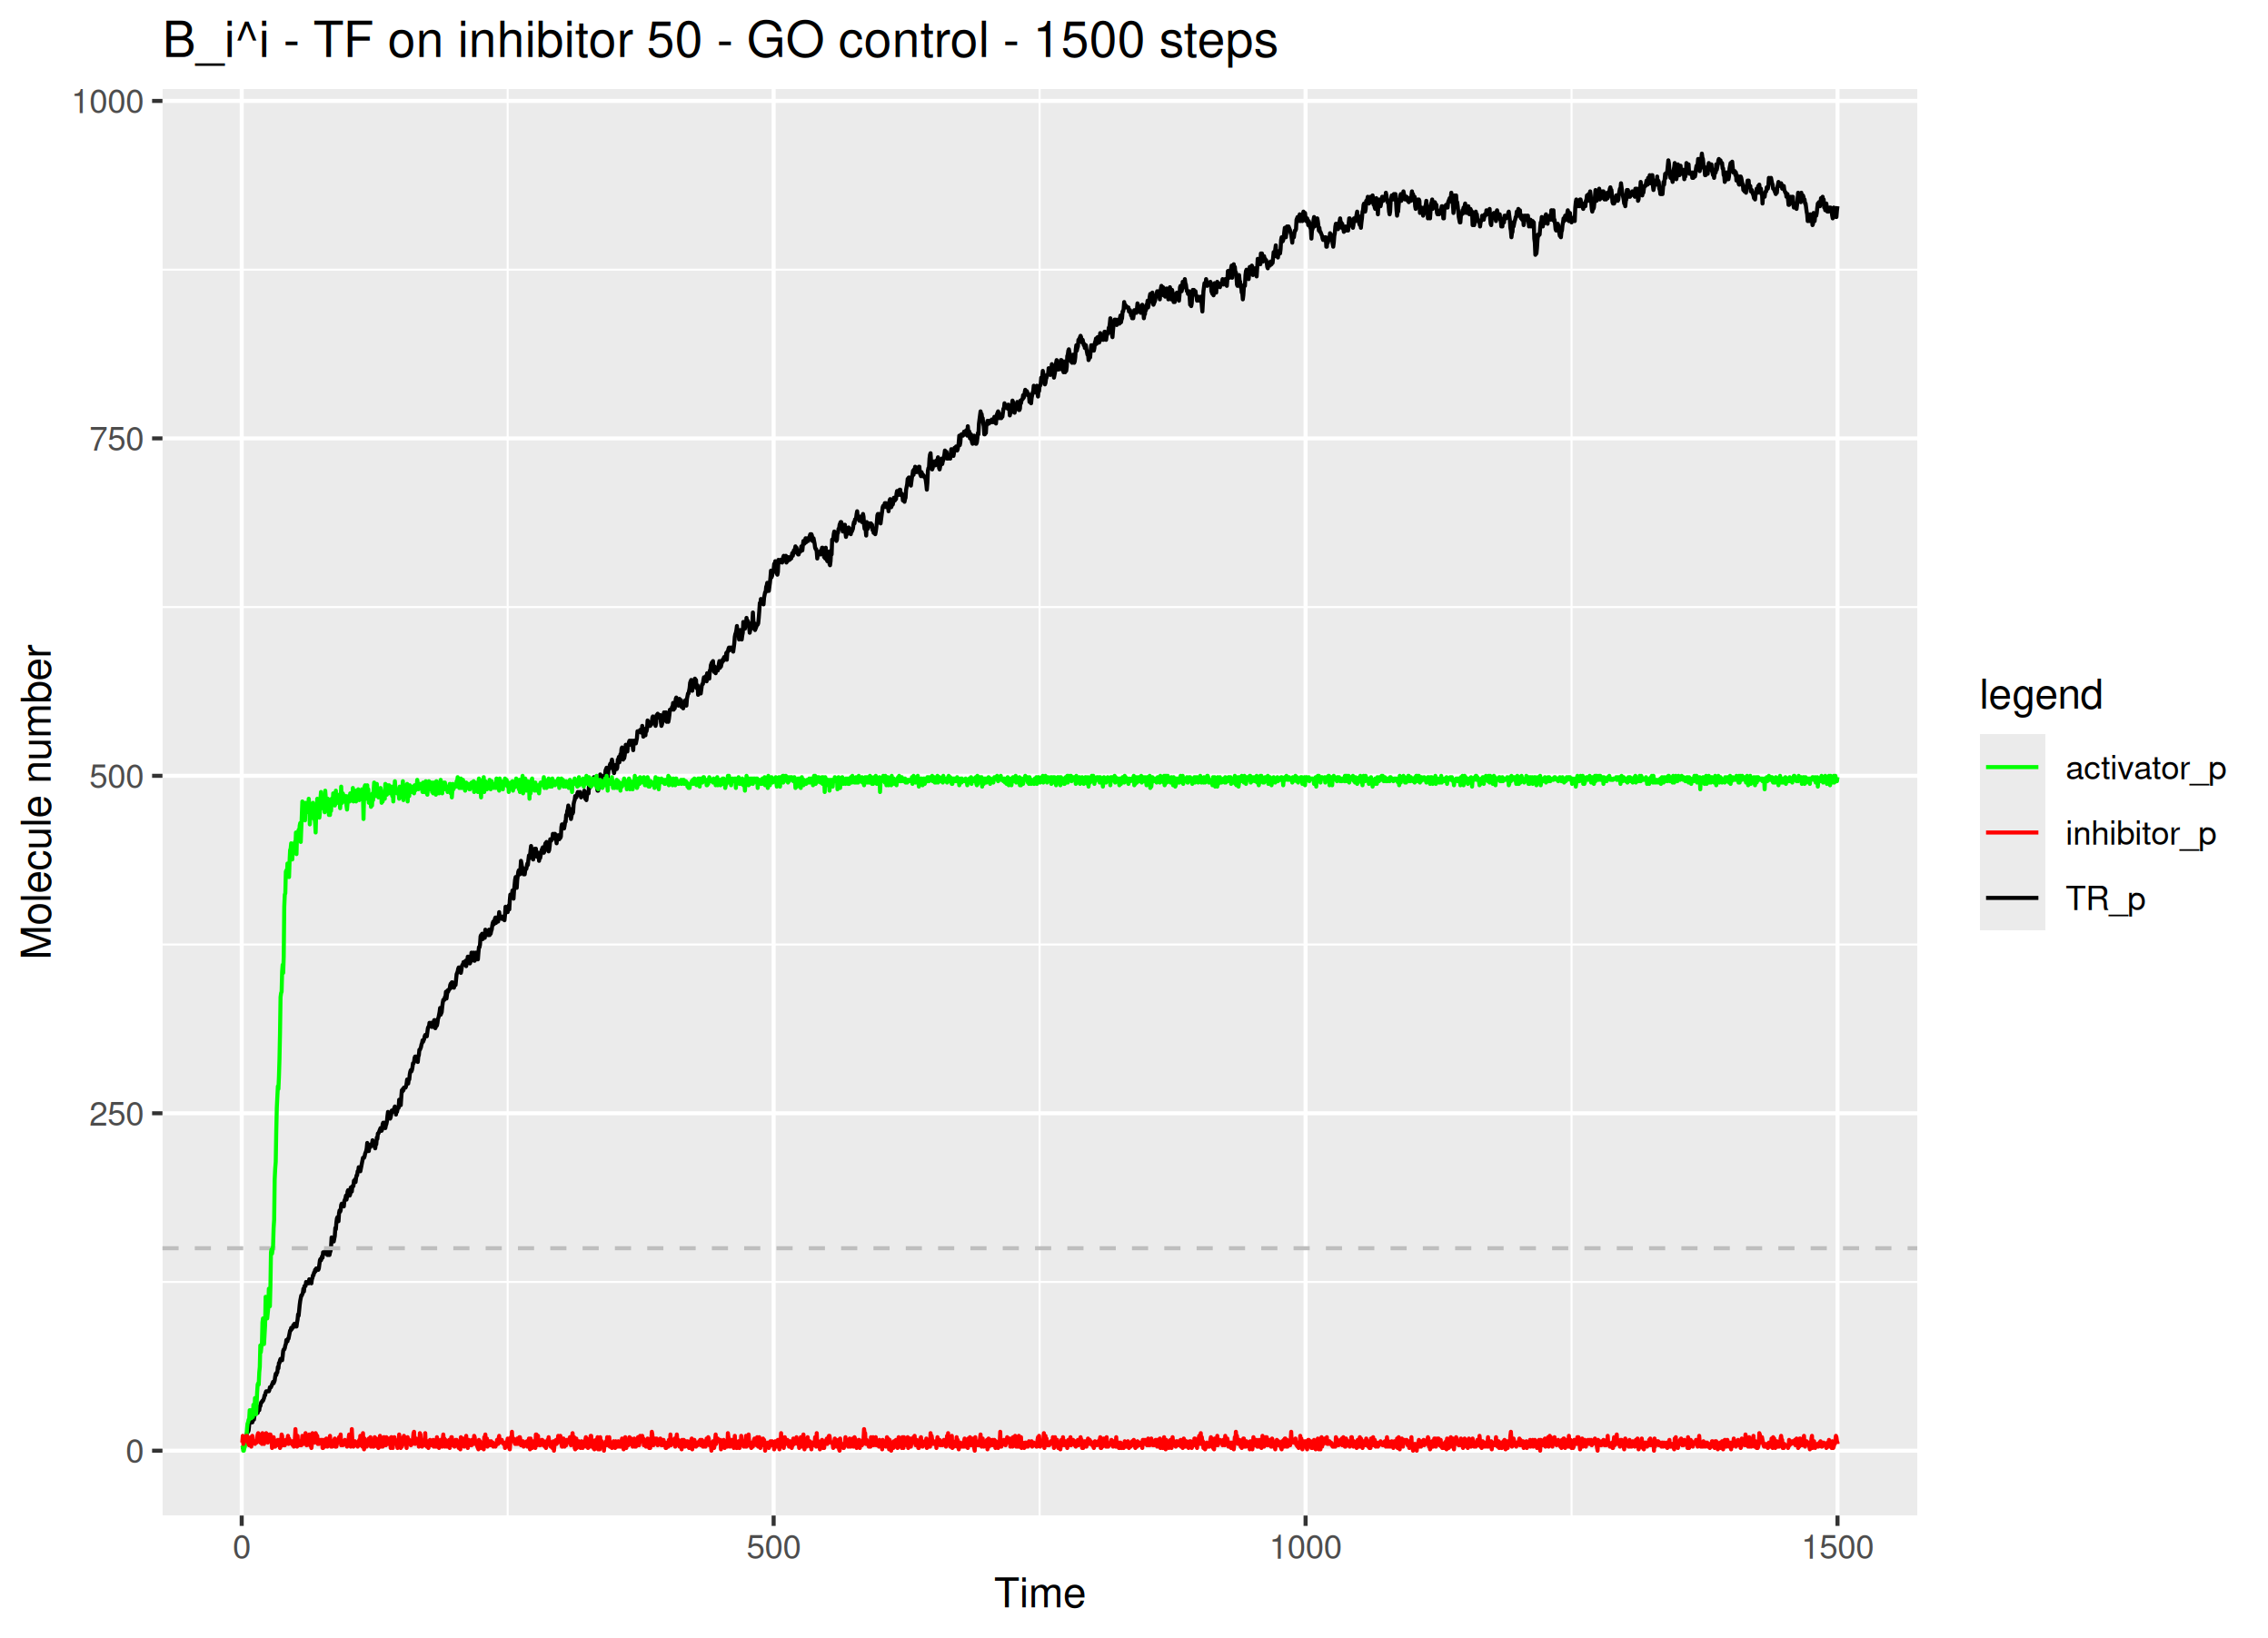 B_i^i - TF on inhibitor 50 - GO control - 1500 steps
1000
750
500
250
0
Molecule number
0
500
1000
1500
Time
legend
activator_p
inhibitor_p
TR_p